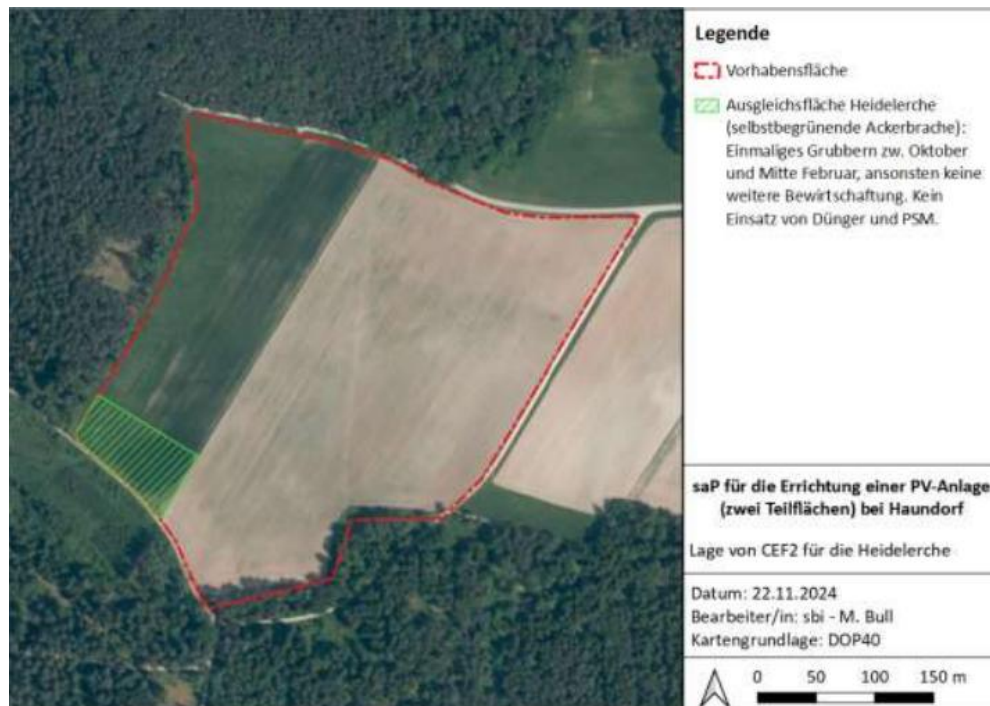 Legende
Vorhabensfläche
Ausgleichsfläche Heidelerche
(selbstbegrünende Ackerbrache):
Einmaliges Grubbern zw. Oktober
und Mitte Februar, ansonsten keine
weitere Bewirtschaftung. Kein
Einsatz von Dünger und PSM.
saP für die Errichtung einer PV-Anlage
(zwei Teilflächen) bei Haundorf
Lage von CEF2 für die Heidelerche
Datum: 22.11.2024
Bearbeiter/in: sbi - M. Bull
Kartengrundlage: DOP40
0 50 100 150 m